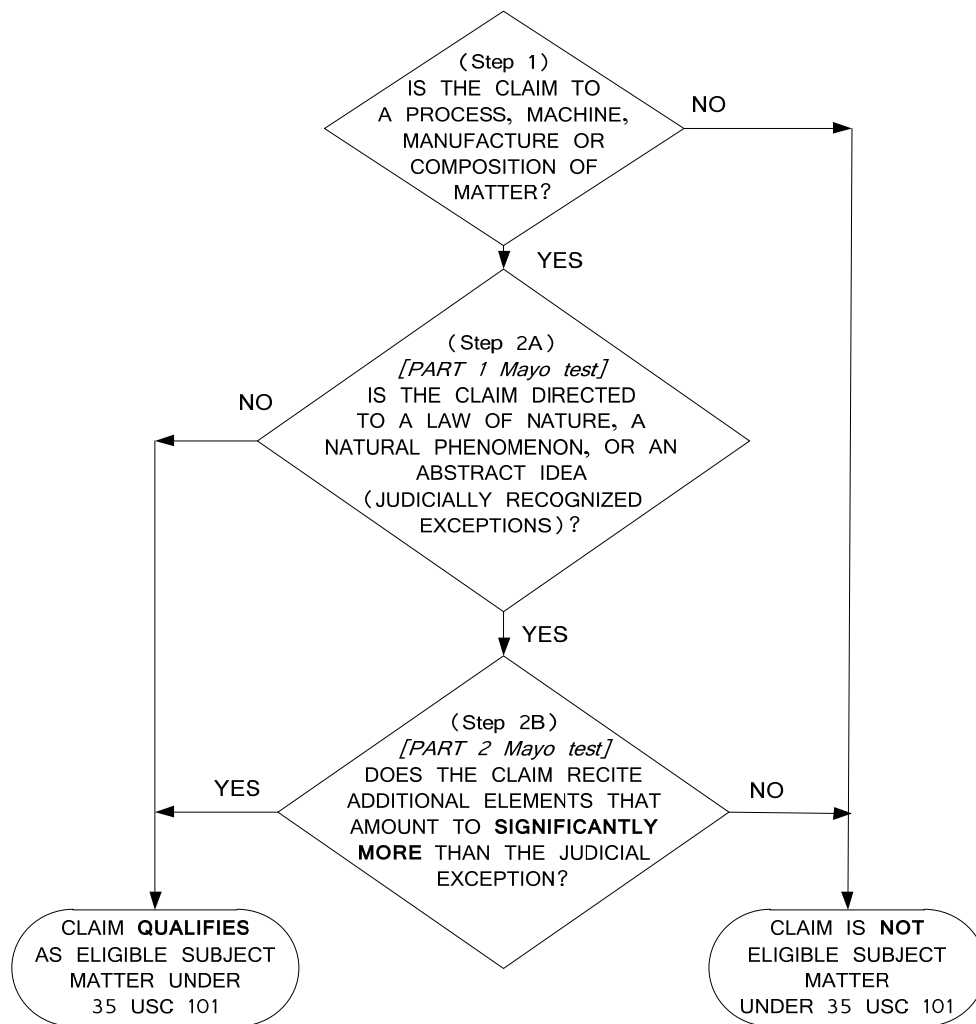 (Step 1)
IS THE CLAIM TO
A PROCESS, MACHINE,
MANUFACTURE OR
COMPOSITION OF
MATTER?
NO
YES
(Step 2A)
[PART 1 Mayo test]
IS THE CLAIM DIRECTED
TO A LAW OF NATURE, A
NATURAL PHENOMENON, OR AN
ABSTRACT IDEA
(JUDICIALLY RECOGNIZED
EXCEPTIONS)?
NO
YES
(Step 2B)
[PART 2 Mayo test]
DOES THE CLAIM RECITE
ADDITIONAL ELEMENTS THAT
AMOUNT TO SIGNIFICANTLY
MORE THAN THE JUDICIAL
EXCEPTION?
YES
NO
CLAIM QUALIFIES
AS ELIGIBLE SUBJECT
MATTER UNDER
35 USC 101
CLAIM IS NOT
ELIGIBLE SUBJECT
MATTER
UNDER 35 USC 101